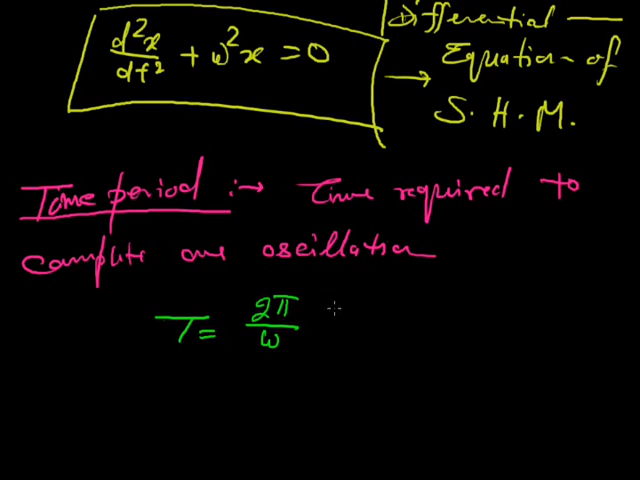 Differential
d²x/dt² + ω²x = 0
→ Equation of
S. H. M.
Time period :→ Time required to
complete one oscillation
T = 2π/ω